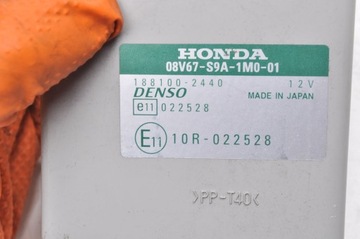 HONDA
08V67-S9A-1M0-01
188100-2440 12V
DENSO MADE IN JAPAN
e11 022528
E11 10R-022528
>PP-T40<